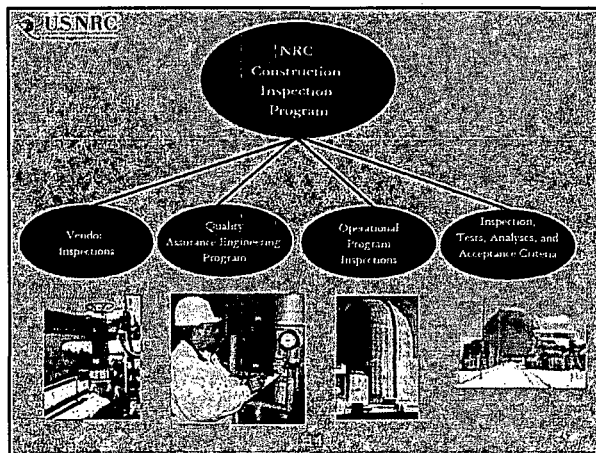 U.S.NRC
NRC
Construction
Inspection
Program
Vendor
Inspections
Quality
Assurance Engineering
Program
Operational
Program
Inspections
Inspection,
Tests, Analyses, and
Acceptance Criteria